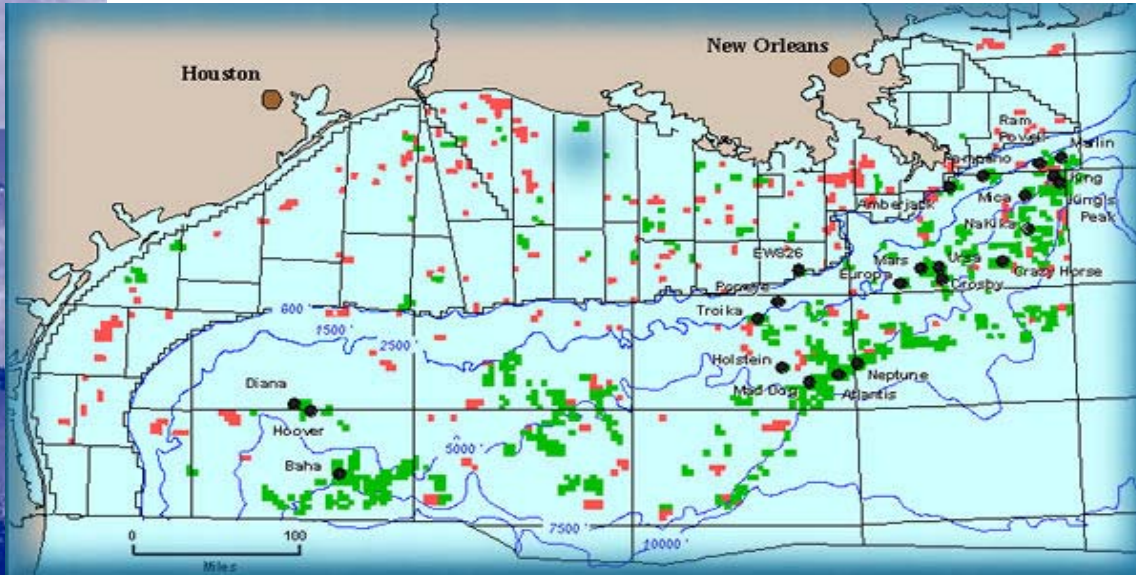 New Orleans
Houston
Ram
Powell
Marlin
Pompano
King
Amberjack
Mica
King's
Peak
NaKika
EW826
Mars
Ursa
Europa
Crazy Horse
Crosby
Popeye
600 '
Troika
1500 '
2500 '
Holstein
Neptune
Mad Dog
Atlantis
Diana
Hoover
5000 '
Baha
7500 '
10000 '
0
100
Miles